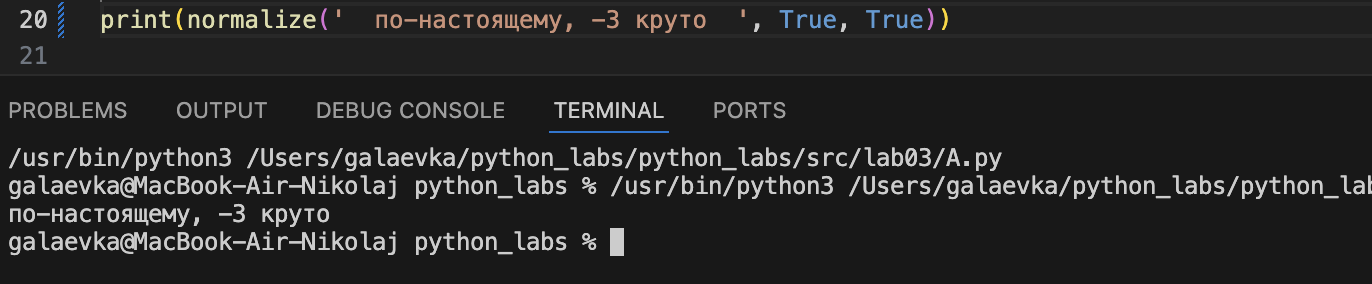 20 print(normalize('  по-настоящему, -3 круто  ', True, True))
21
PROBLEMS OUTPUT DEBUG CONSOLE TERMINAL PORTS
/usr/bin/python3 /Users/galaevka/python_labs/python_labs/src/lab03/A.py
galaevka@MacBook-Air-Nikolaj python_labs % /usr/bin/python3 /Users/galaevka/python_labs/python_lab
по-настоящему, -3 круто
galaevka@MacBook-Air-Nikolaj python_labs %